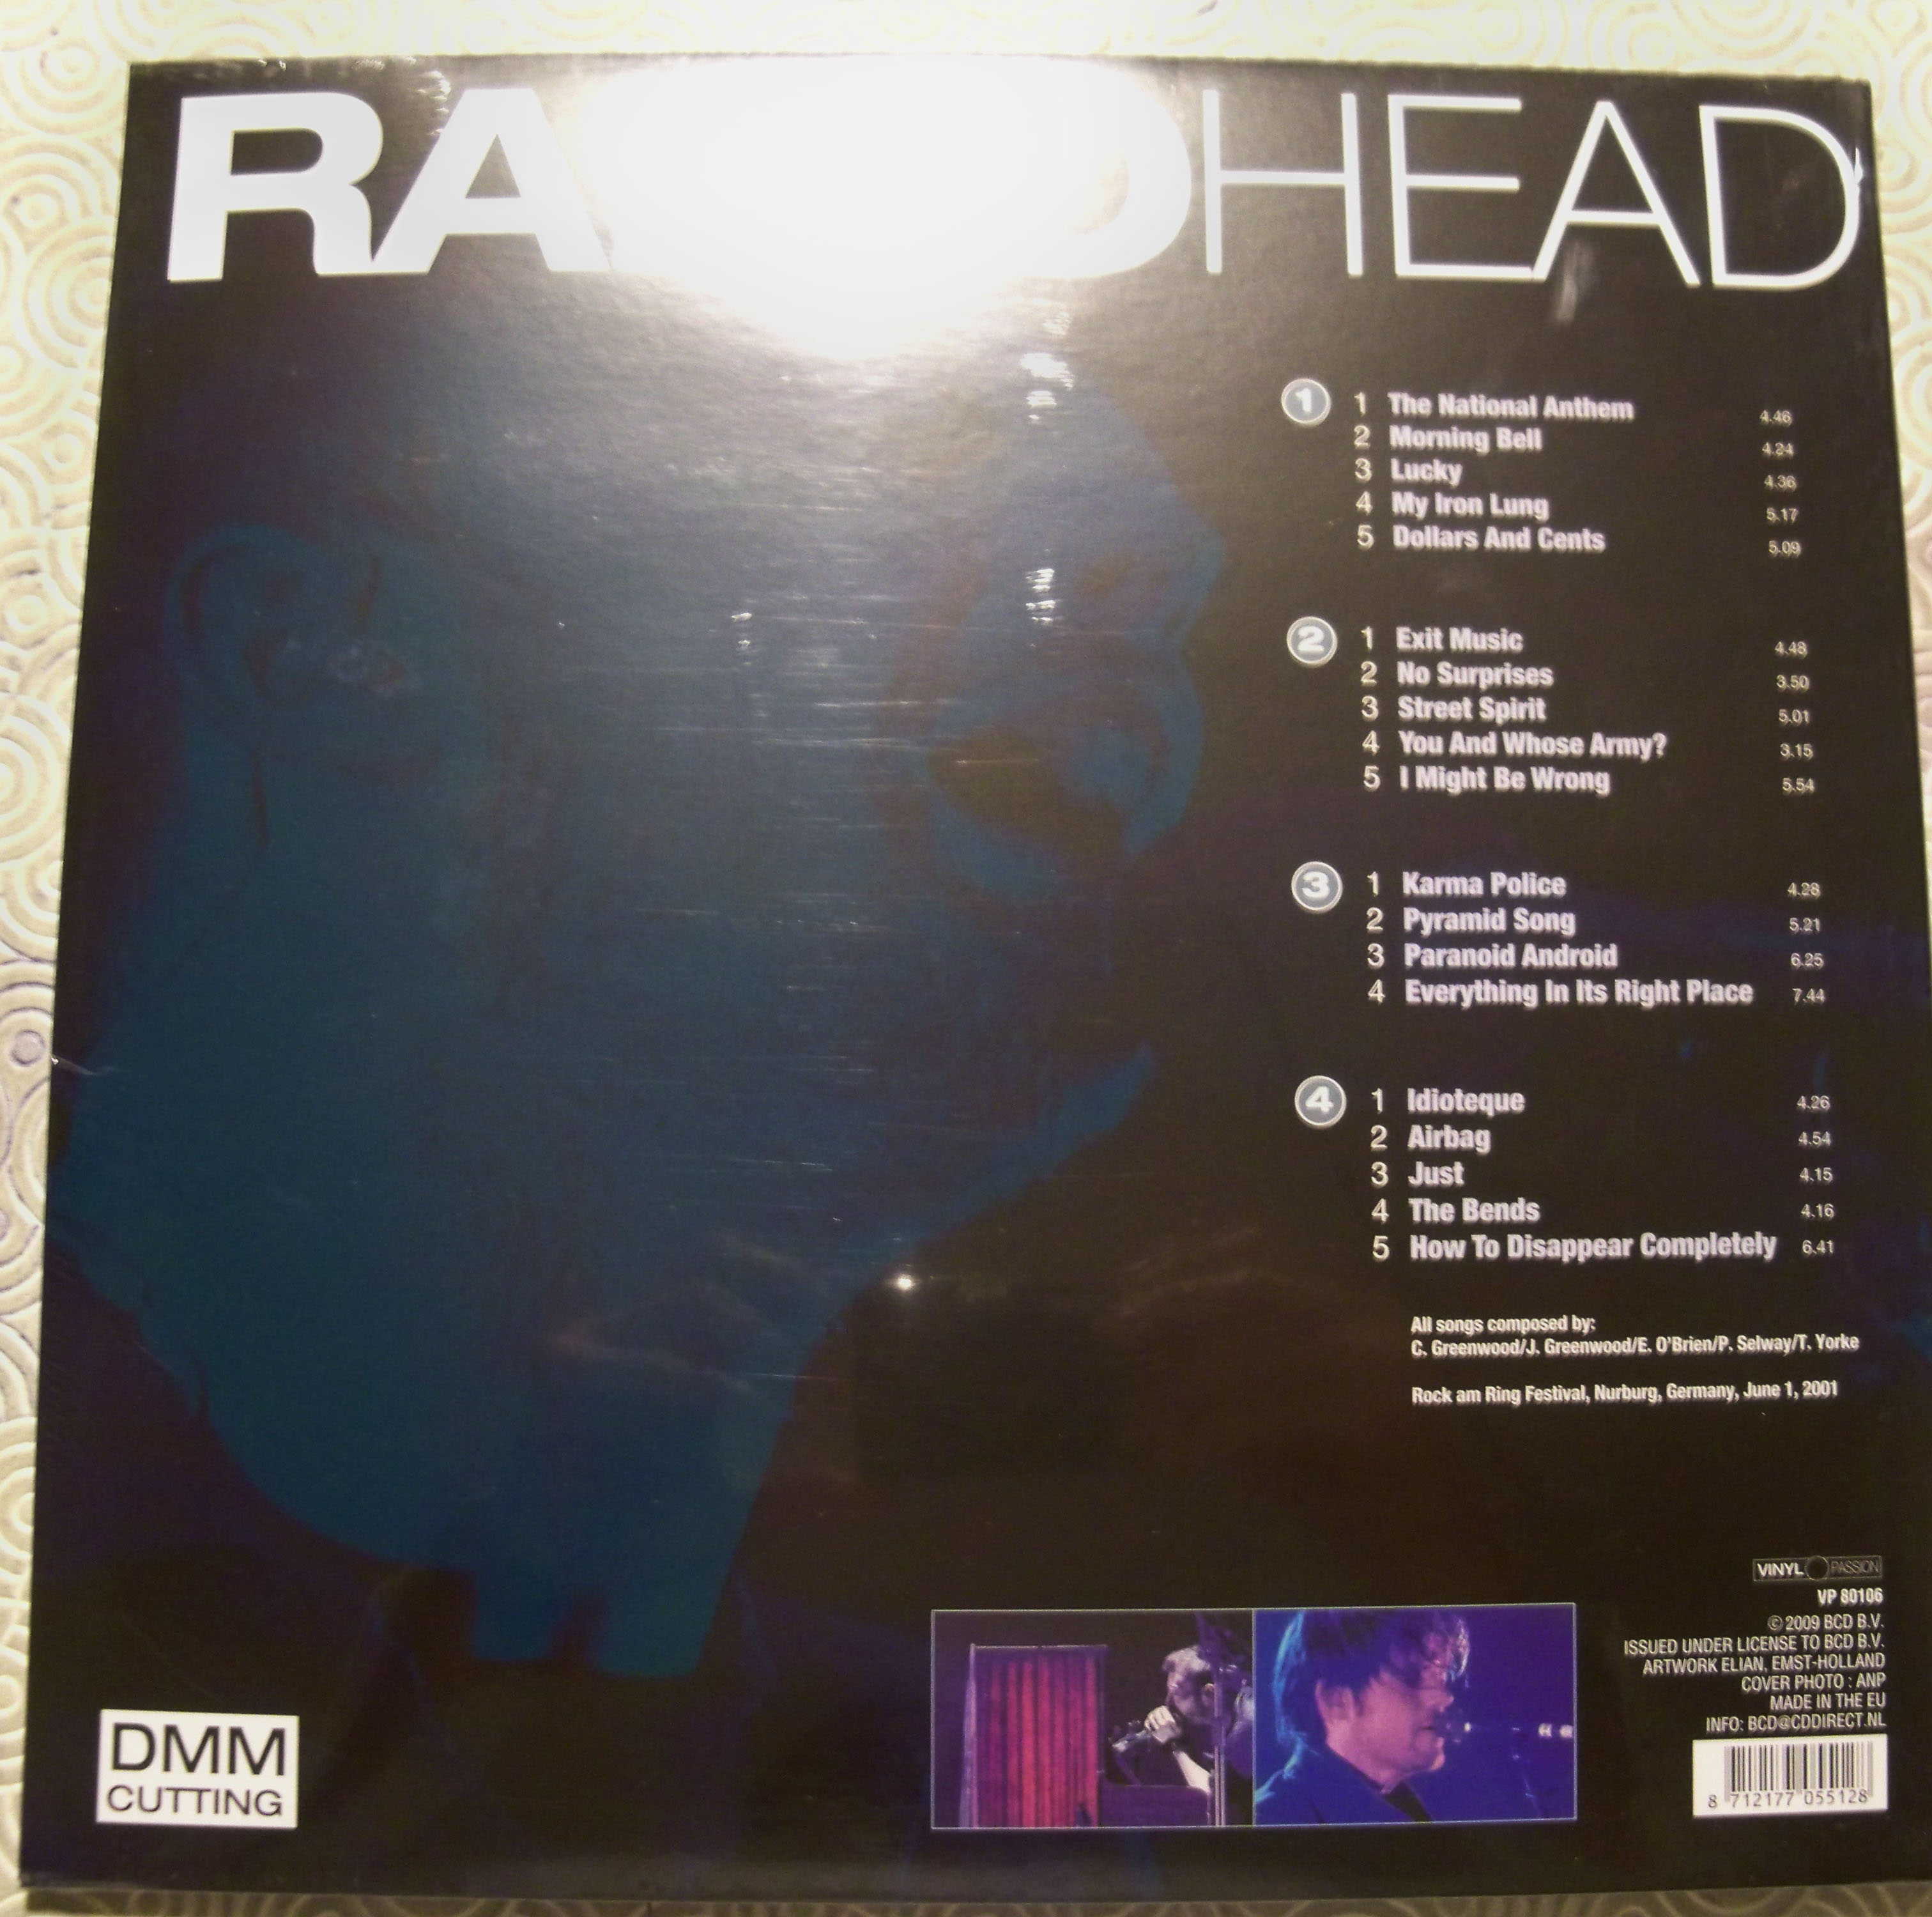 RA HEAD
1
1 The National Anthem 4.46
2 Morning Bell 4.24
3 Lucky 4.36
4 My Iron Lung 5.17
5 Dollars And Cents 5.09
2
1 Exit Music 4.48
2 No Surprises 3.50
3 Street Spirit 5.01
4 You And Whose Army? 3.15
5 I Might Be Wrong 5.54
3
1 Karma Police 4.28
2 Pyramid Song 5.21
3 Paranoid Android 6.25
4 Everything In Its Right Place 7.44
4
1 Idioteque 4.26
2 Airbag 4.54
3 Just 4.15
4 The Bends 4.16
5 How To Disappear Completely 6.41
All songs composed by:
C. Greenwood/J. Greenwood/E. O'Brien/P. Selway/T. Yorke
Rock am Ring Festival, Nurburg, Germany, June 1, 2001
VINYL PASSION
VP 80106
© 2009 BCD B.V.
ISSUED UNDER LICENSE TO BCD B.V.
ARTWORK ELIAN, EMST-HOLLAND
COVER PHOTO : ANP
MADE IN THE EU
INFO: BCD@CDDIRECT.NL
8 712177 055128
DMM
CUTTING